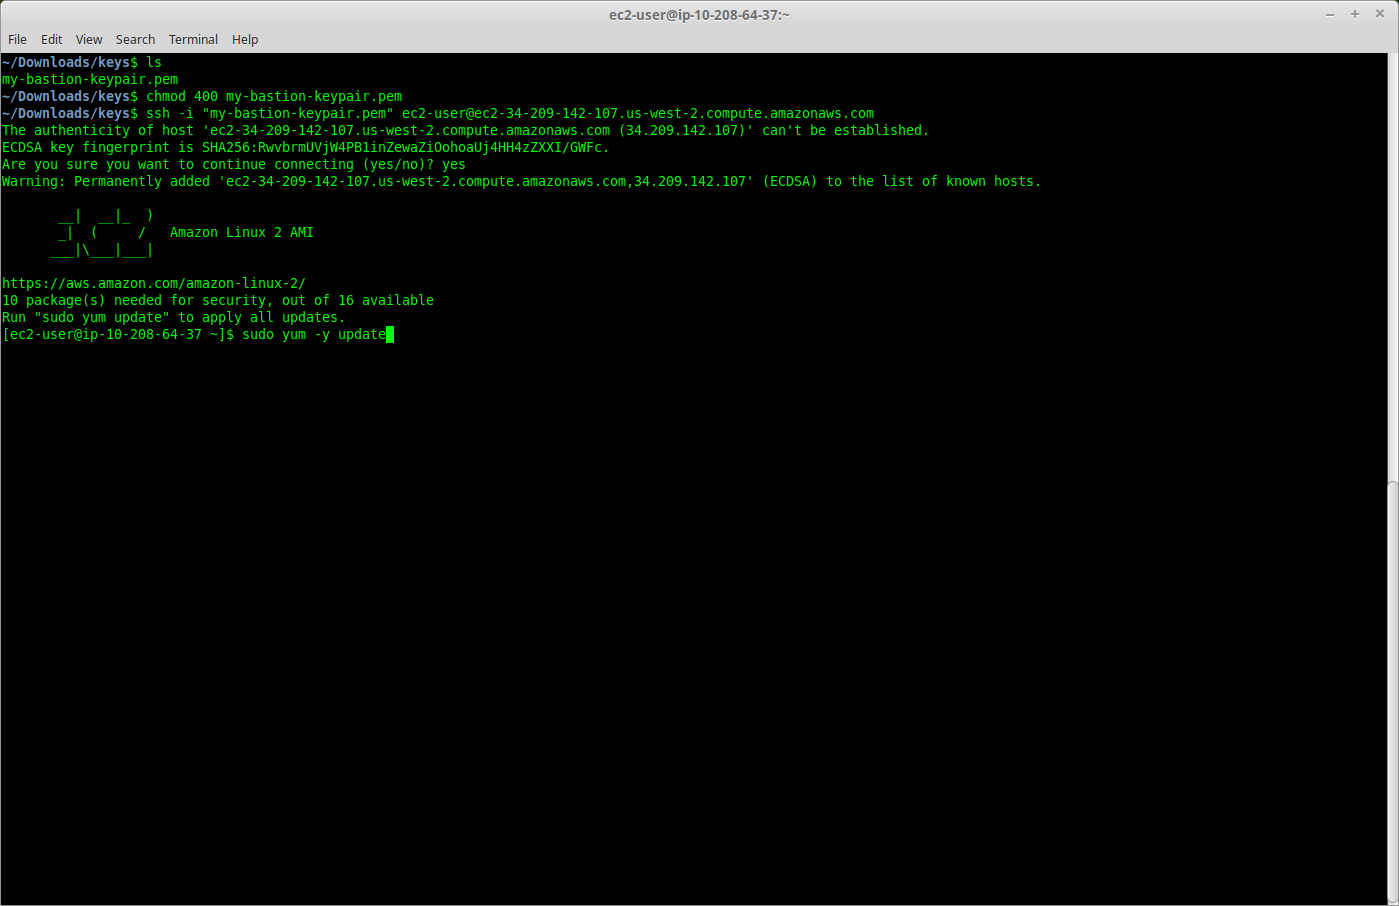 ec2-user@ip-10-208-64-37:~
File Edit View Search Terminal Help
~/Downloads/keys$ ls
my-bastion-keypair.pem
~/Downloads/keys$ chmod 400 my-bastion-keypair.pem
~/Downloads/keys$ ssh -i "my-bastion-keypair.pem" ec2-user@ec2-34-209-142-107.us-west-2.compute.amazonaws.com
The authenticity of host 'ec2-34-209-142-107.us-west-2.compute.amazonaws.com (34.209.142.107)' can't be established.
ECDSA key fingerprint is SHA256:RwvbrmUVjW4PB1inZewaZiOohoaUj4HH4zZXXI/GWFc.
Are you sure you want to continue connecting (yes/no)? yes
Warning: Permanently added 'ec2-34-209-142-107.us-west-2.compute.amazonaws.com,34.209.142.107' (ECDSA) to the list of known hosts.
       __|  __|_  )
       _|  (     /   Amazon Linux 2 AMI
      ___|\___|___|
https://aws.amazon.com/amazon-linux-2/
10 package(s) needed for security, out of 16 available
Run "sudo yum update" to apply all updates.
[ec2-user@ip-10-208-64-37 ~]$ sudo yum -y update